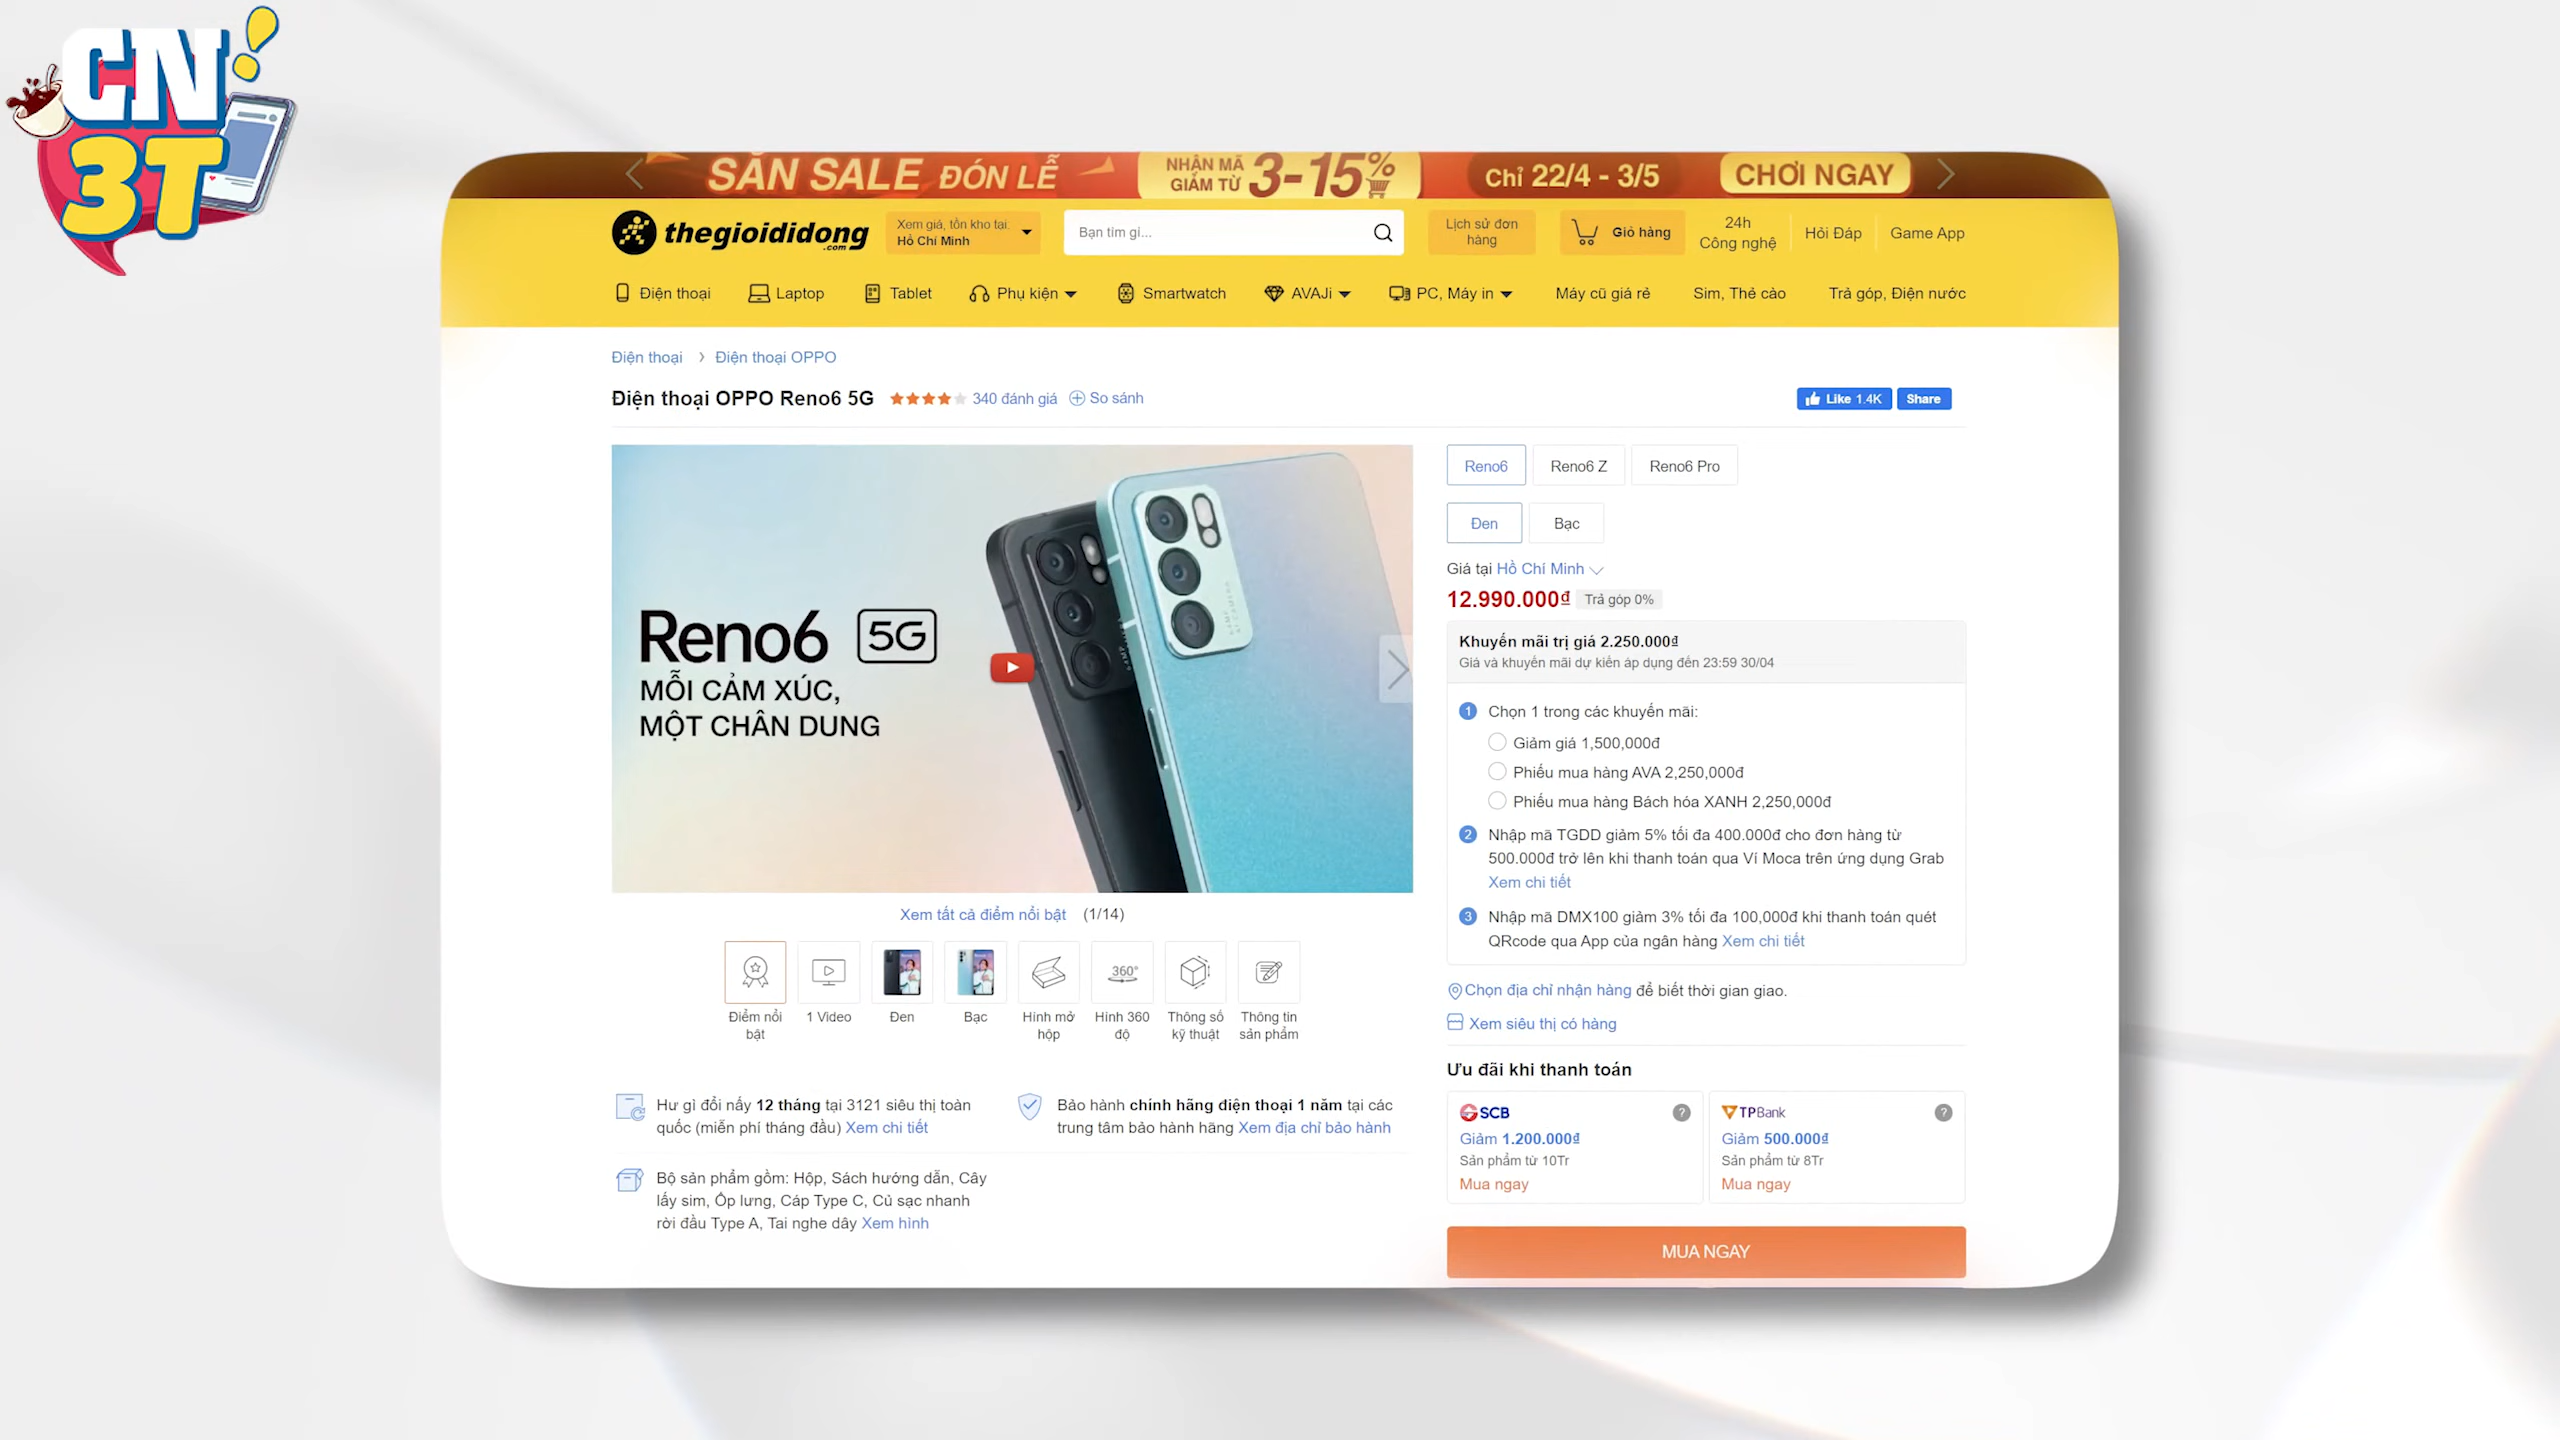 CN
3T
SĂN SALE ĐÓN LỄ
NHẬN MÃ
GIẢM TỪ 3-15%
Chỉ 22/4 - 3/5
CHƠI NGAY
thegioididong
.com
Xem giá, tồn kho tại:
Hồ Chí Minh
Bạn tìm gì...
Lịch sử đơn
hàng
Giỏ hàng
24h
Công nghệ
Hỏi Đáp
Game App
Điện thoại
Laptop
Tablet
Phụ kiện
Smartwatch
AVAJi
PC, Máy in
Máy cũ giá rẻ
Sim, Thẻ cào
Trả góp, Điện nước
Điện thoại › Điện thoại OPPO
Điện thoại OPPO Reno6 5G
340 đánh giá
So sánh
Like 1.4K
Share
Reno6 5G
MỖI CẢM XÚC,
MỘT CHÂN DUNG
Xem tất cả điểm nổi bật (1/14)
Điểm nổi
bật
1 Video
Đen
Bạc
Hình mở
hộp
360°
Hình 360
độ
Thông số
kỹ thuật
Thông tin
sản phẩm
Hư gì đổi nấy 12 tháng tại 3121 siêu thị toàn
quốc (miễn phí tháng đầu) Xem chi tiết
Bảo hành chính hãng điện thoại 1 năm tại các
trung tâm bảo hành hãng Xem địa chỉ bảo hành
Bộ sản phẩm gồm: Hộp, Sách hướng dẫn, Cây
lấy sim, Ốp lưng, Cáp Type C, Củ sạc nhanh
rời đầu Type A, Tai nghe dây Xem hình
Reno6
Reno6 Z
Reno6 Pro
Đen
Bạc
Giá tại Hồ Chí Minh
12.990.000₫ Trả góp 0%
Khuyến mãi trị giá 2.250.000₫
Giá và khuyến mãi dự kiến áp dụng đến 23:59 30/04
1 Chọn 1 trong các khuyến mãi:
Giảm giá 1,500,000đ
Phiếu mua hàng AVA 2,250,000đ
Phiếu mua hàng Bách hóa XANH 2,250,000đ
2 Nhập mã TGDD giảm 5% tối đa 400.000đ cho đơn hàng từ
500.000đ trở lên khi thanh toán qua Ví Moca trên ứng dụng Grab
Xem chi tiết
3 Nhập mã DMX100 giảm 3% tối đa 100,000đ khi thanh toán quét
QRcode qua App của ngân hàng Xem chi tiết
Chọn địa chỉ nhận hàng để biết thời gian giao.
Xem siêu thị có hàng
Ưu đãi khi thanh toán
SCB ?
Giảm 1.200.000₫
Sản phẩm từ 10Tr
Mua ngay
TPBank ?
Giảm 500.000₫
Sản phẩm từ 8Tr
Mua ngay
MUA NGAY